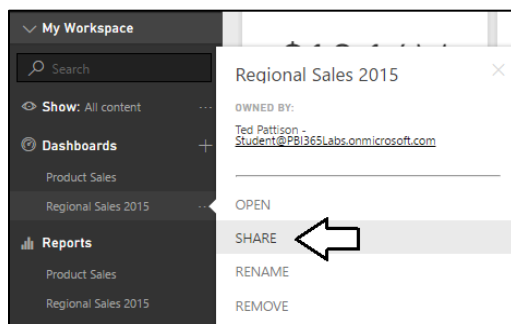 My Workspace
Search
Show: All content
Dashboards
Product Sales
Regional Sales 2015
Reports
Product Sales
Regional Sales 2015
Regional Sales 2015
OWNED BY:
Ted Pattison -
Student@PBI365Labs.onmicrosoft.com
OPEN
SHARE
RENAME
REMOVE